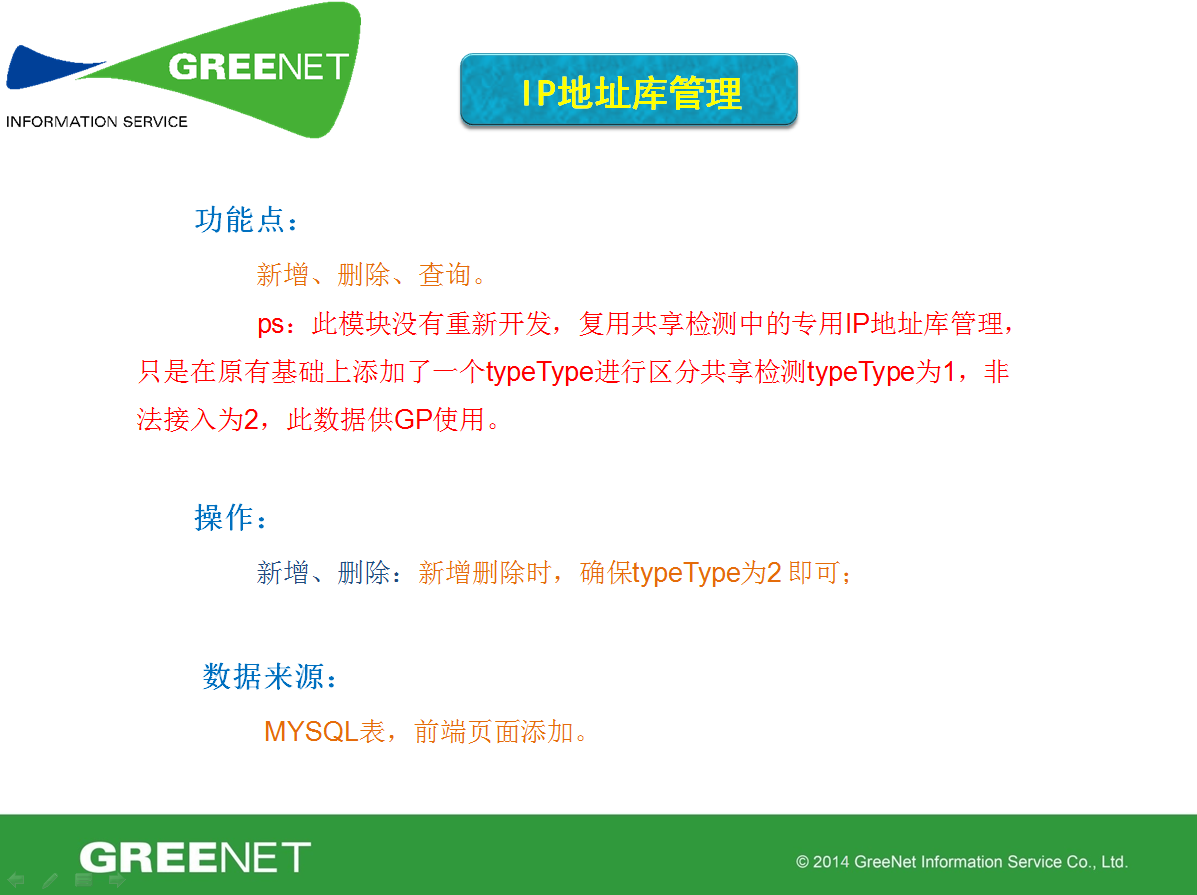 GREENET
INFORMATION SERVICE
IP地址库管理
功能点：
新增、删除、查询。
ps：此模块没有重新开发，复用共享检测中的专用IP地址库管理，
只是在原有基础上添加了一个typeType进行区分共享检测typeType为1，非
法接入为2，此数据供GP使用。
操作：
新增、删除：新增删除时，确保typeType为2 即可；
数据来源：
MYSQL表，前端页面添加。
GREENET
© 2014 GreeNet Information Service Co., Ltd.